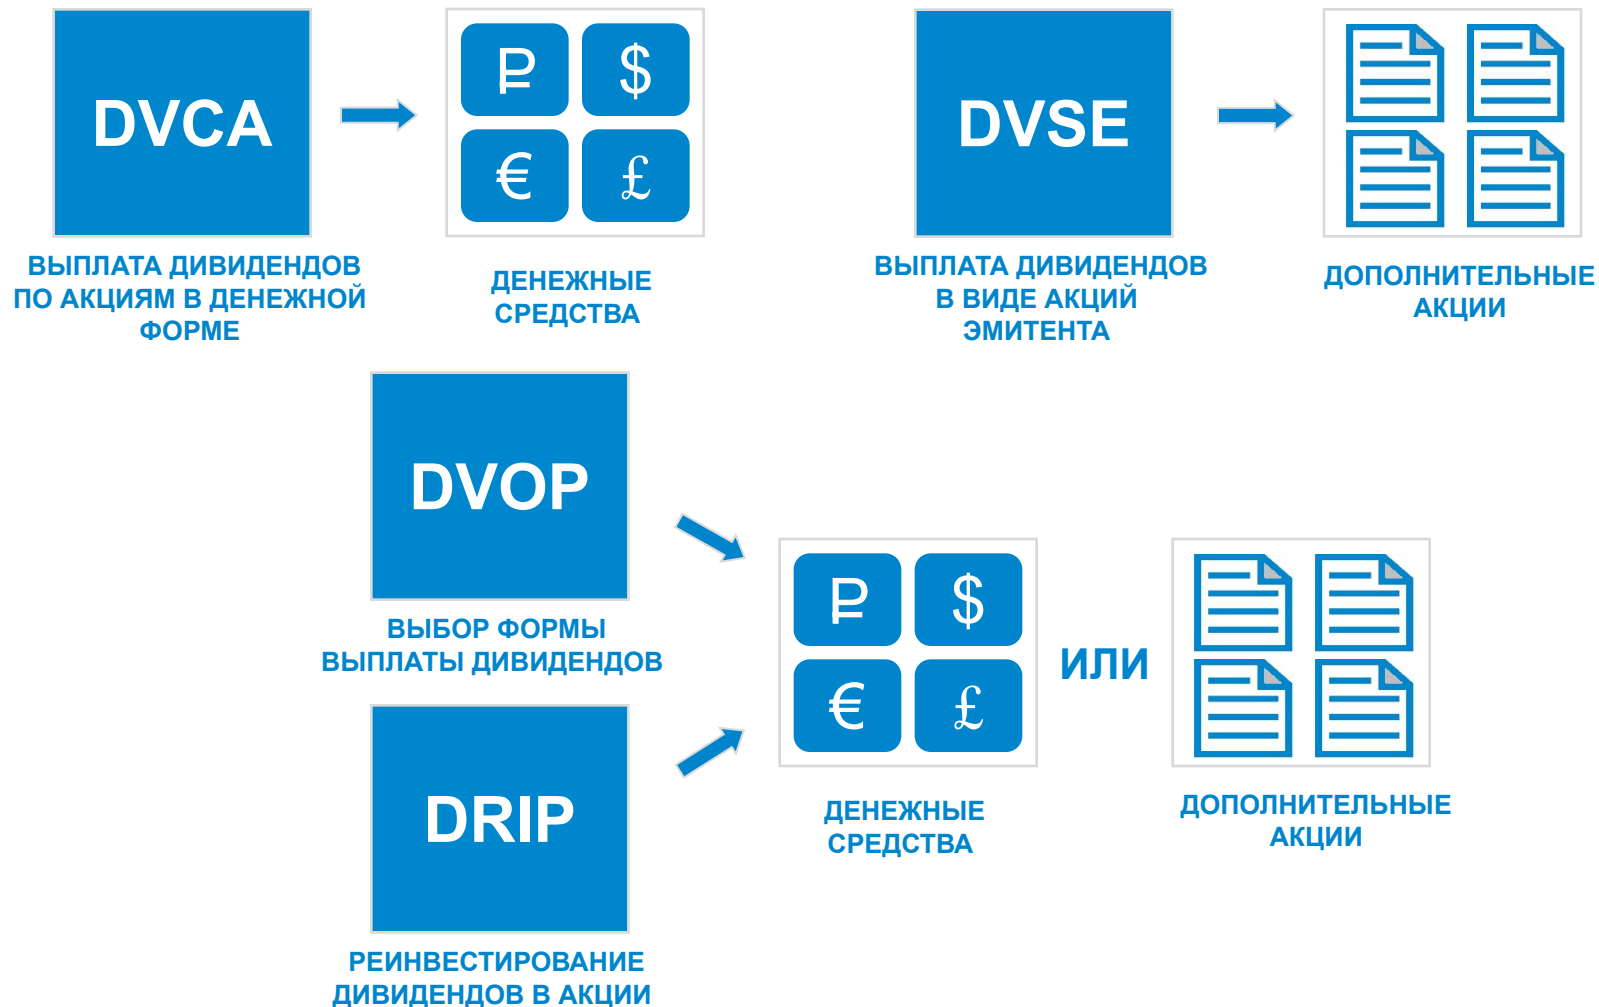 DVCA
₽
$
€
£
ВЫПЛАТА ДИВИДЕНДОВ
ПО АКЦИЯМ В ДЕНЕЖНОЙ
ФОРМЕ
ДЕНЕЖНЫЕ
СРЕДСТВА
DVSE
ВЫПЛАТА ДИВИДЕНДОВ
В ВИДЕ АКЦИЙ
ЭМИТЕНТА
ДОПОЛНИТЕЛЬНЫЕ
АКЦИИ
DVOP
ВЫБОР ФОРМЫ
ВЫПЛАТЫ ДИВИДЕНДОВ
DRIP
РЕИНВЕСТИРОВАНИЕ
ДИВИДЕНДОВ В АКЦИИ
₽
$
€
£
ДЕНЕЖНЫЕ
СРЕДСТВА
ИЛИ
ДОПОЛНИТЕЛЬНЫЕ
АКЦИИ